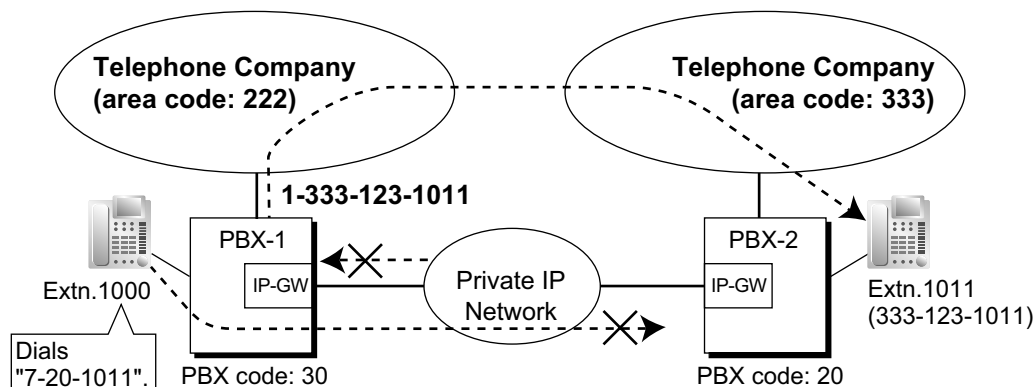 Telephone Company
(area code: 222)
Telephone Company
(area code: 333)
1-333-123-1011
PBX-1
IP-GW
Extn.1000
Dials
"7-20-1011".
PBX code: 30
Private IP
Network
PBX-2
IP-GW
Extn.1011
(333-123-1011)
PBX code: 20